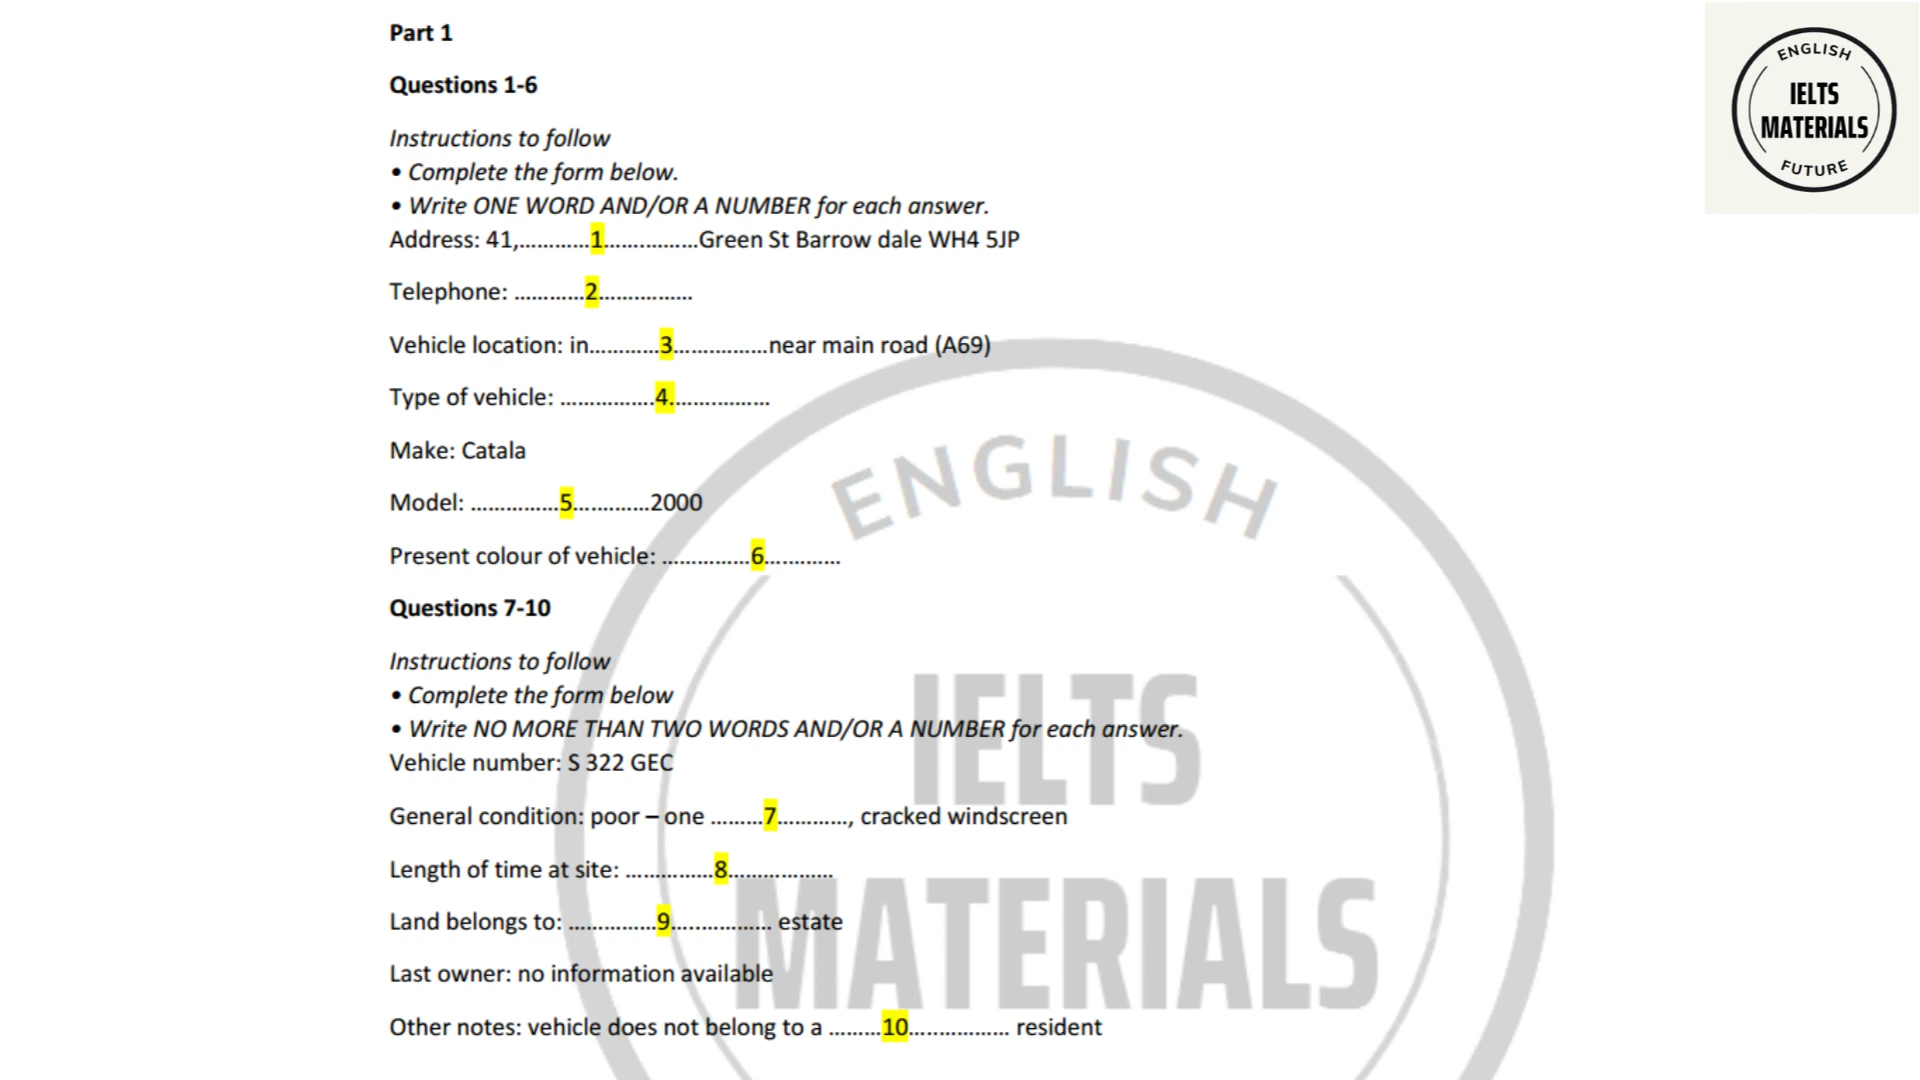 Part 1
Questions 1-6
Instructions to follow
• Complete the form below.
• Write ONE WORD AND/OR A NUMBER for each answer.
Address: 41,............1................Green St Barrow dale WH4 5JP
Telephone: ............2................
Vehicle location: in............3................near main road (A69)
Type of vehicle: ................4.................
Make: Catala
Model: ...............5.............2000
Present colour of vehicle: ...............6.............
Questions 7-10
Instructions to follow
• Complete the form below
• Write NO MORE THAN TWO WORDS AND/OR A NUMBER for each answer.
Vehicle number: S 322 GEC
General condition: poor – one .........7............, cracked windscreen
Length of time at site: ...............8..................
Land belongs to: ...............9................. estate
Last owner: no information available
Other notes: vehicle does not belong to a .........10................. resident
ENGLISH
IELTS
MATERIALS
FUTURE
ENGLISH
IELTS
MATERIALS